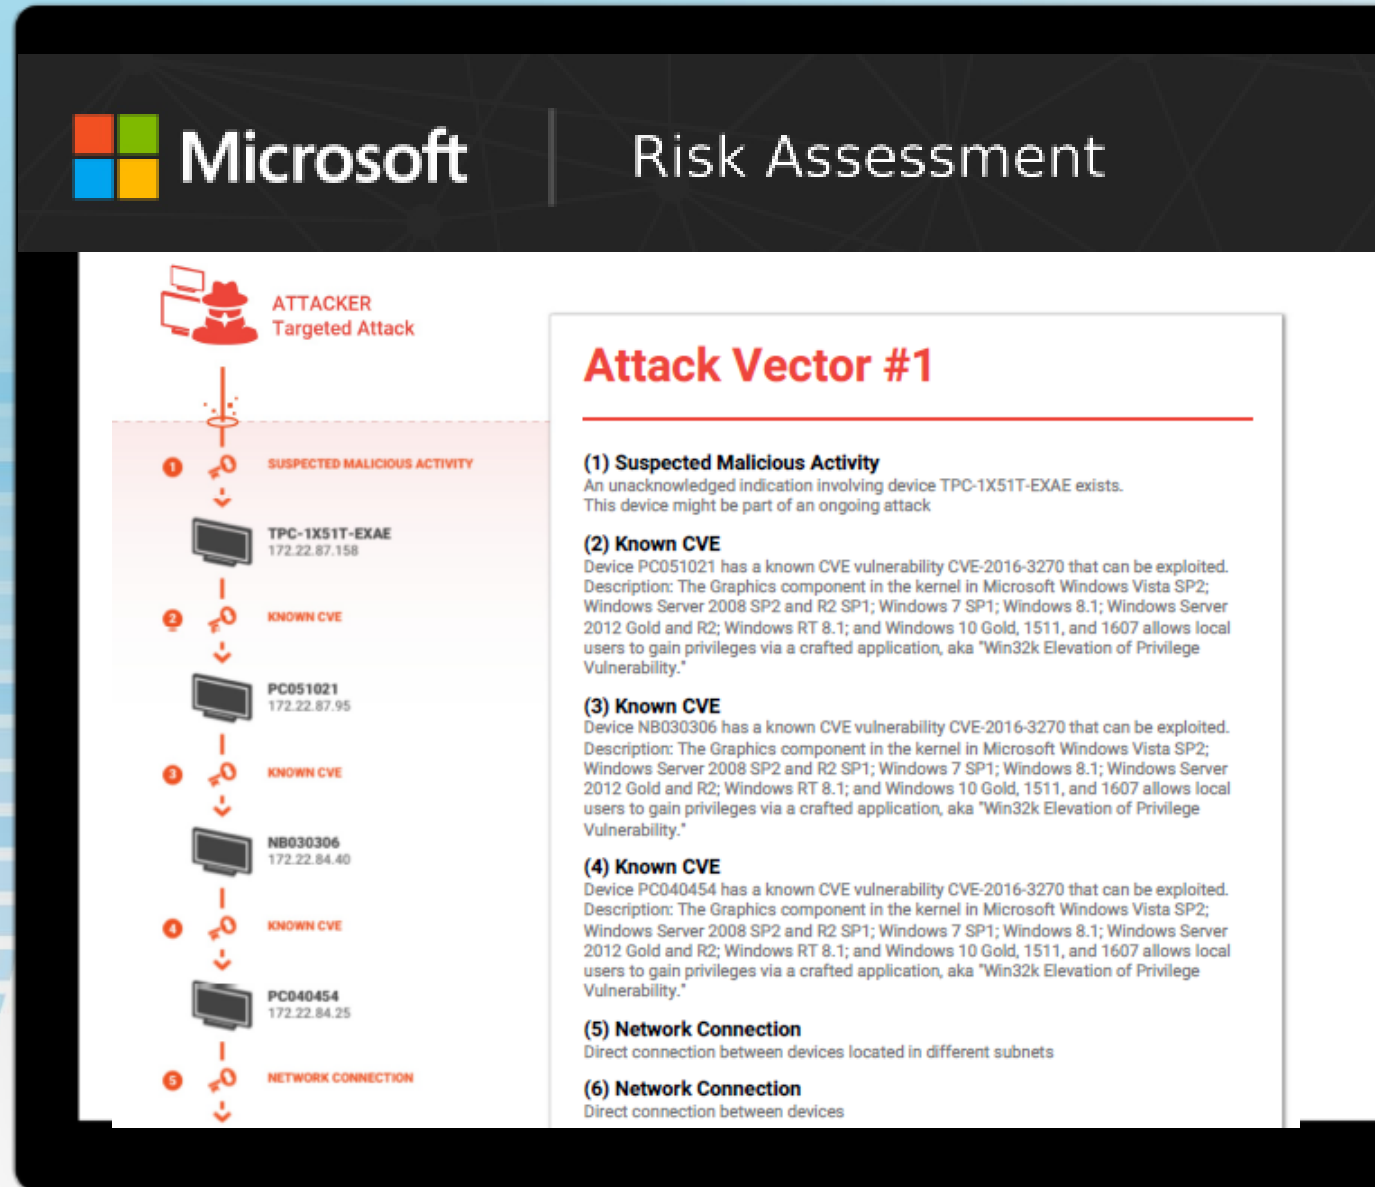 Microsoft
Risk Assessment
ATTACKER
Targeted Attack
1
SUSPECTED MALICIOUS ACTIVITY
TPC-1X51T-EXAE
172.22.87.158
2
KNOWN CVE
PC051021
172.22.87.95
3
KNOWN CVE
NB030306
172.22.84.40
4
KNOWN CVE
PC040454
172.22.84.25
5
NETWORK CONNECTION
Attack Vector #1
(1) Suspected Malicious Activity
An unacknowledged indication involving device TPC-1X51T-EXAE exists.
This device might be part of an ongoing attack
(2) Known CVE
Device PC051021 has a known CVE vulnerability CVE-2016-3270 that can be exploited.
Description: The Graphics component in the kernel in Microsoft Windows Vista SP2;
Windows Server 2008 SP2 and R2 SP1; Windows 7 SP1; Windows 8.1; Windows Server
2012 Gold and R2; Windows RT 8.1; and Windows 10 Gold, 1511, and 1607 allows local
users to gain privileges via a crafted application, aka "Win32k Elevation of Privilege
Vulnerability."
(3) Known CVE
Device NB030306 has a known CVE vulnerability CVE-2016-3270 that can be exploited.
Description: The Graphics component in the kernel in Microsoft Windows Vista SP2;
Windows Server 2008 SP2 and R2 SP1; Windows 7 SP1; Windows 8.1; Windows Server
2012 Gold and R2; Windows RT 8.1; and Windows 10 Gold, 1511, and 1607 allows local
users to gain privileges via a crafted application, aka "Win32k Elevation of Privilege
Vulnerability."
(4) Known CVE
Device PC040454 has a known CVE vulnerability CVE-2016-3270 that can be exploited.
Description: The Graphics component in the kernel in Microsoft Windows Vista SP2;
Windows Server 2008 SP2 and R2 SP1; Windows 7 SP1; Windows 8.1; Windows Server
2012 Gold and R2; Windows RT 8.1; and Windows 10 Gold, 1511, and 1607 allows local
users to gain privileges via a crafted application, aka "Win32k Elevation of Privilege
Vulnerability."
(5) Network Connection
Direct connection between devices located in different subnets
(6) Network Connection
Direct connection between devices